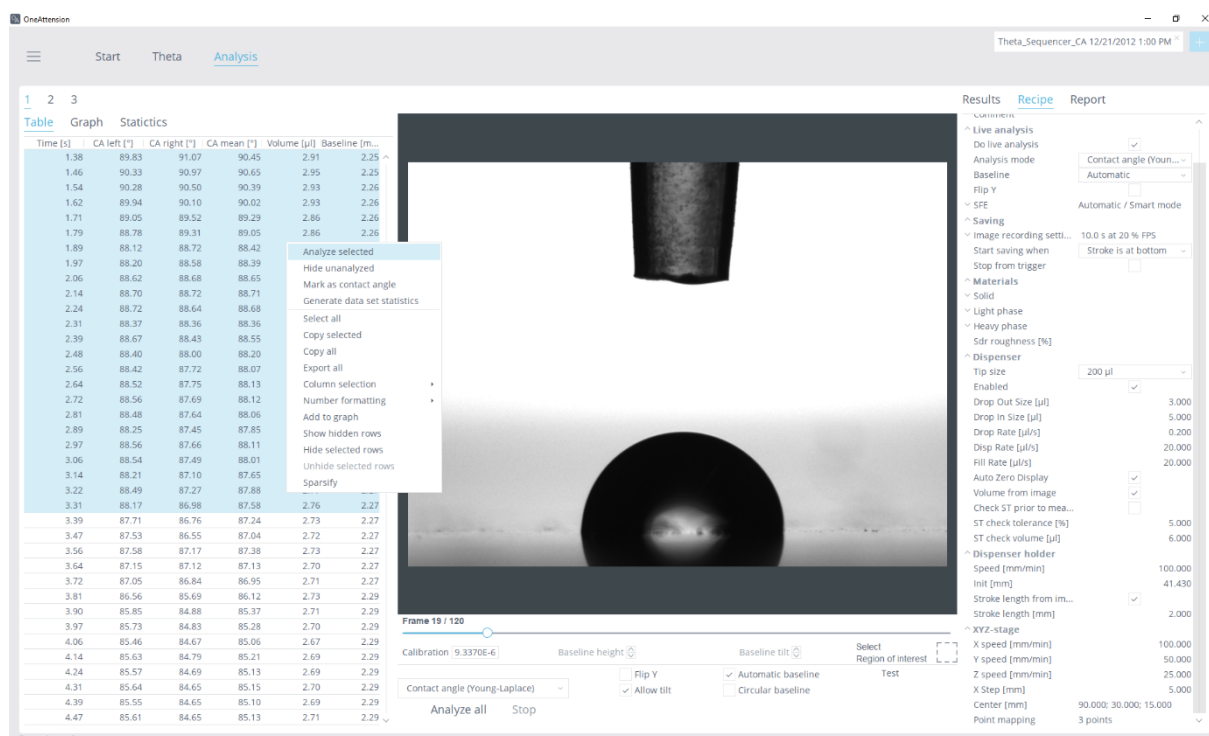 OneAttension
Theta_Sequencer_CA 12/21/2012 1:00 PM
Start Theta Analysis
1 2 3
Table Graph Statictics
Time [s] CA left [°] CA right [°] CA mean [°] Volume [µl] Baseline [m...
1.38 89.83 91.07 90.45 2.91 2.25
1.46 90.33 90.97 90.65 2.95 2.25
1.54 90.28 90.50 90.39 2.93 2.26
1.62 89.94 90.10 90.02 2.93 2.26
1.71 89.05 89.52 89.29 2.86 2.26
1.79 88.78 89.31 89.05 2.86 2.26
1.89 88.12 88.72 88.42
1.97 88.20 88.58 88.39
2.06 88.62 88.68 88.65
2.14 88.70 88.72 88.71
2.24 88.72 88.64 88.68
2.31 88.37 88.36 88.36
2.39 88.67 88.43 88.55
2.48 88.40 88.00 88.20
2.56 88.42 87.72 88.07
2.64 88.52 87.75 88.13
2.72 88.56 87.69 88.12
2.81 88.48 87.64 88.06
2.89 88.25 87.45 87.85
2.97 88.56 87.66 88.11
3.06 88.54 87.49 88.01
3.14 88.21 87.10 87.65
3.22 88.49 87.27 87.88
3.31 88.17 86.98 87.58 2.76 2.27
3.39 87.71 86.76 87.24 2.73 2.27
3.47 87.53 86.55 87.04 2.72 2.27
3.56 87.58 87.17 87.38 2.73 2.27
3.64 87.15 87.12 87.13 2.70 2.27
3.72 87.05 86.84 86.95 2.71 2.27
3.81 86.56 85.69 86.12 2.73 2.29
3.90 85.85 84.88 85.37 2.71 2.29
3.97 85.73 84.83 85.28 2.70 2.29
4.06 85.46 84.67 85.06 2.67 2.29
4.14 85.63 84.79 85.21 2.69 2.29
4.24 85.57 84.69 85.13 2.69 2.29
4.31 85.64 84.65 85.15 2.70 2.29
4.39 85.55 84.65 85.10 2.69 2.29
4.47 85.61 84.65 85.13 2.71 2.29
Analyze selected
Hide unanalyzed
Mark as contact angle
Generate data set statistics
Select all
Copy selected
Copy all
Export all
Column selection
Number formatting
Add to graph
Show hidden rows
Hide selected rows
Unhide selected rows
Sparsify
Frame 19 / 120
Calibration 9.3370E-6 Baseline height Baseline tilt Select
Region of interest
Flip Y Automatic baseline Test
Contact angle (Young-Laplace) Allow tilt Circular baseline
Analyze all Stop
Results Recipe Report
Comment
Live analysis
Do live analysis
Analysis mode Contact angle (Youn...
Baseline Automatic
Flip Y
SFE Automatic / Smart mode
Saving
Image recording setti... 10.0 s at 20 % FPS
Start saving when Stroke is at bottom
Stop from trigger
Materials
Solid
Light phase
Heavy phase
Sdr roughness [%]
Dispenser
Tip size 200 µl
Enabled
Drop Out Size [µl] 3.000
Drop In Size [µl] 5.000
Drop Rate [µl/s] 0.200
Disp Rate [µl/s] 20.000
Fill Rate [µl/s] 20.000
Auto Zero Display
Volume from image
Check ST prior to mea...
ST check tolerance [%] 5.000
ST check volume [µl] 6.000
Dispenser holder
Speed [mm/min] 100.000
Init [mm] 41.430
Stroke length from im...
Stroke length [mm] 2.000
XYZ-stage
X speed [mm/min] 100.000
Y speed [mm/min] 50.000
Z speed [mm/min] 25.000
X Step [mm] 5.000
Center [mm] 90.000; 30.000; 15.000
Point mapping 3 points